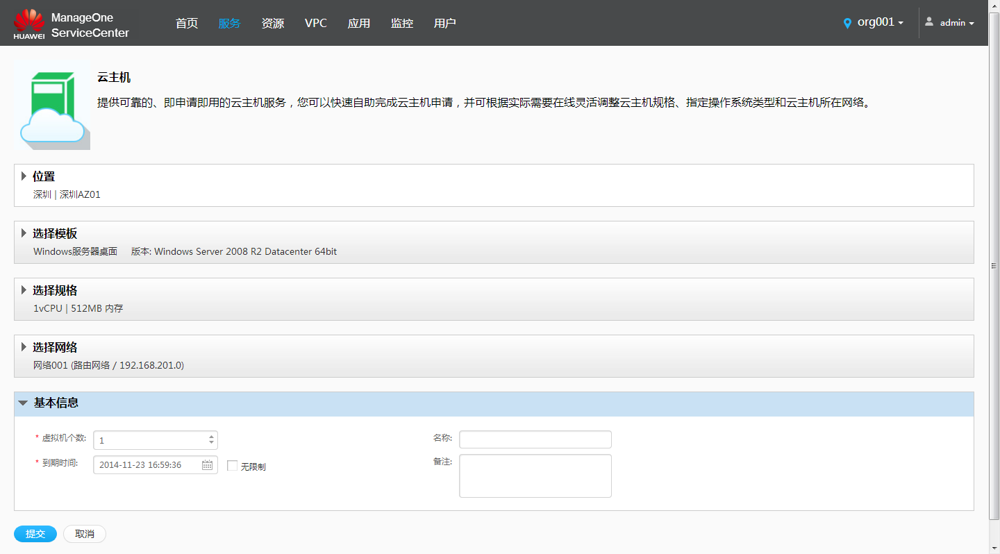 HUAWEI
ManageOne
ServiceCenter
首页 服务 资源 VPC 应用 监控 用户
org001
admin
云主机
提供可靠的、即申请即用的云主机服务，您可以快速自助完成云主机申请，并可根据实际需要在线灵活调整云主机规格、指定操作系统类型和云主机所在网络。
位置
深圳 | 深圳AZ01
选择模板
Windows服务器桌面 版本: Windows Server 2008 R2 Datacenter 64bit
选择规格
1vCPU | 512MB 内存
选择网络
网络001 (路由网络 / 192.168.201.0)
基本信息
* 虚拟机个数: 1 名称:
* 到期时间: 2014-11-23 16:59:36 无限制 备注:
提交 取消